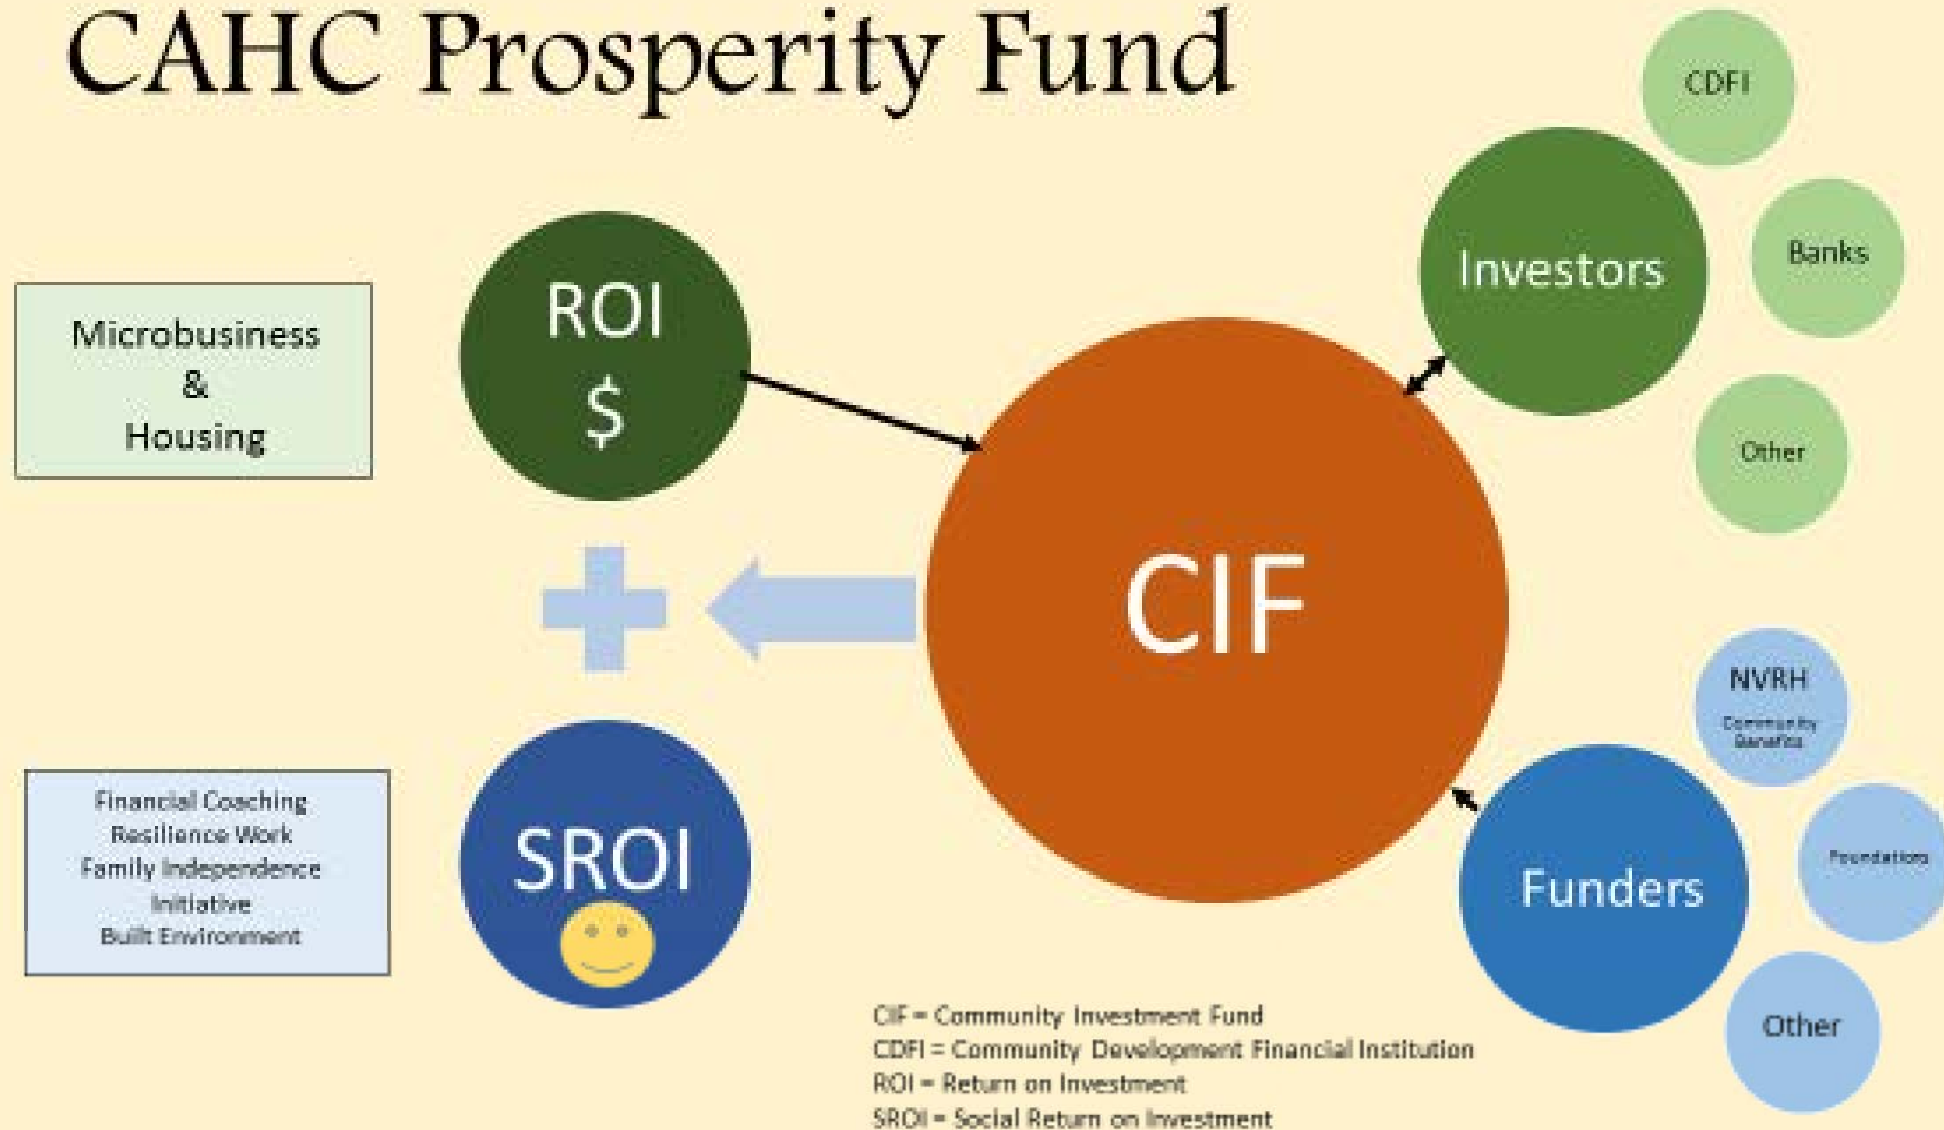 CAHC Prosperity Fund
CDFI
Investors
Banks
Other
ROI
$
Microbusiness
&
Housing
CIF
NVRH
Community
Benefits
Funders
Foundations
Other
SROI
Financial Coaching
Resilience Work
Family Independence
Initiative
Built Environment
CIF = Community Investment Fund
CDFI = Community Development Financial Institution
ROI = Return on Investment
SROI = Social Return on Investment